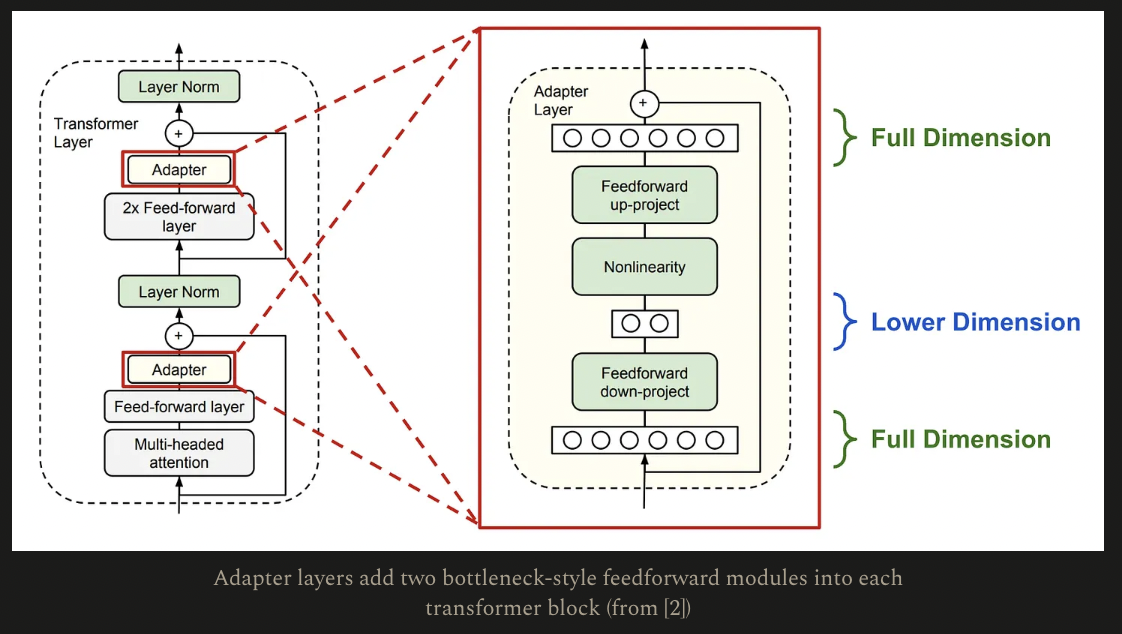 Layer Norm
Transformer
Layer
+
Adapter
2x Feed-forward
layer
Layer Norm
+
Adapter
Feed-forward layer
Multi-headed
attention
Adapter
Layer
+
Feedforward
up-project
Nonlinearity
Feedforward
down-project
Full Dimension
Lower Dimension
Full Dimension
Adapter layers add two bottleneck-style feedforward modules into each
transformer block (from [2])